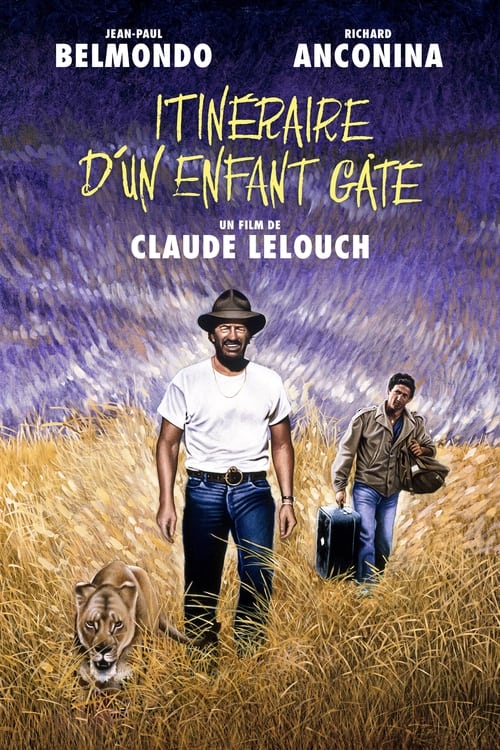 JEAN-PAUL
BELMONDO
RICHARD
ANCONINA
ITINÉRAIRE
D'UN ENFANT GÂTÉ
UN FILM DE
CLAUDE LELOUCH